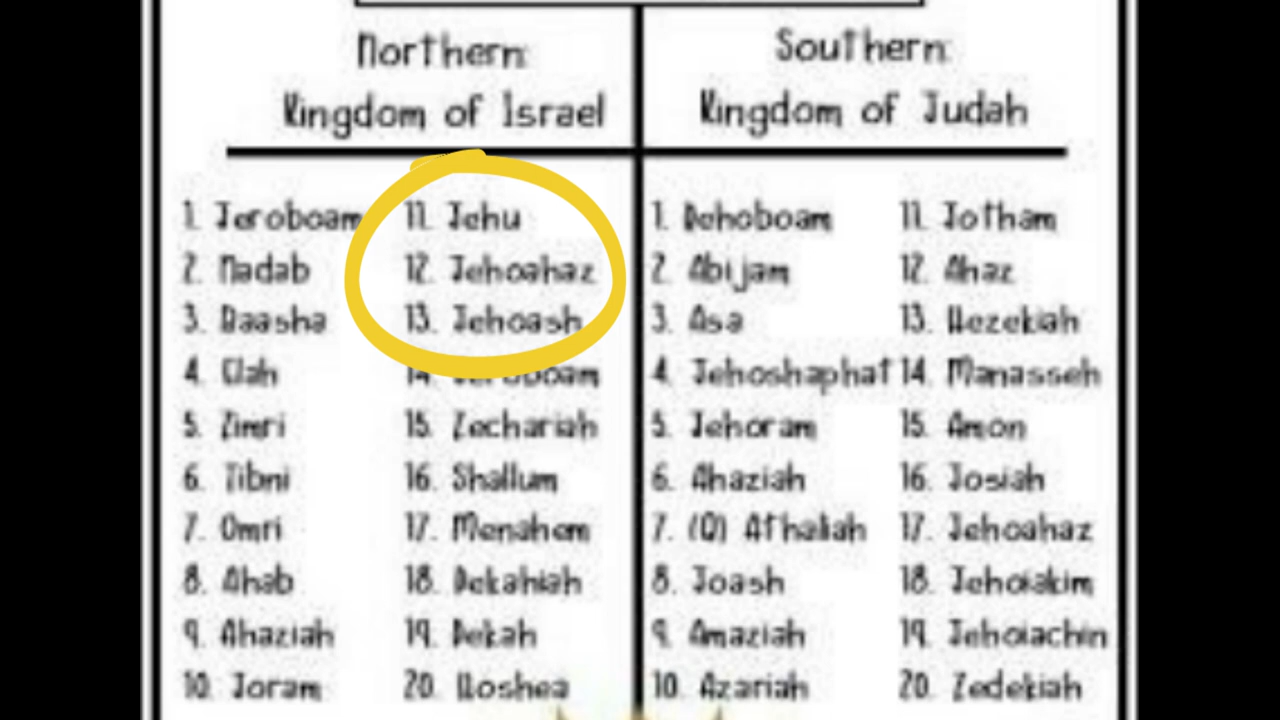 Northern:
Kingdom of Israel
1. Jeroboam
2. Nadab
3. Baasha
4. Elah
5. Zimri
6. Tibni
7. Omri
8. Ahab
9. Ahaziah
10. Joram
11. Jehu
12. Jehoahaz
13. Jehoash
14. Jeroboam
15. Zechariah
16. Shallum
17. Menahem
18. Pekahiah
19. Pekah
20. Hoshea
Southern:
Kingdom of Judah
1. Rehoboam
2. Abijam
3. Asa
4. Jehoshaphat
5. Jehoram
6. Ahaziah
7. (Q) Athaliah
8. Joash
9. Amaziah
10. Azariah
11. Jotham
12. Ahaz
13. Hezekiah
14. Manasseh
15. Amon
16. Josiah
17. Jehoahaz
18. Jehoiakim
19. Jehoiachin
20. Zedekiah